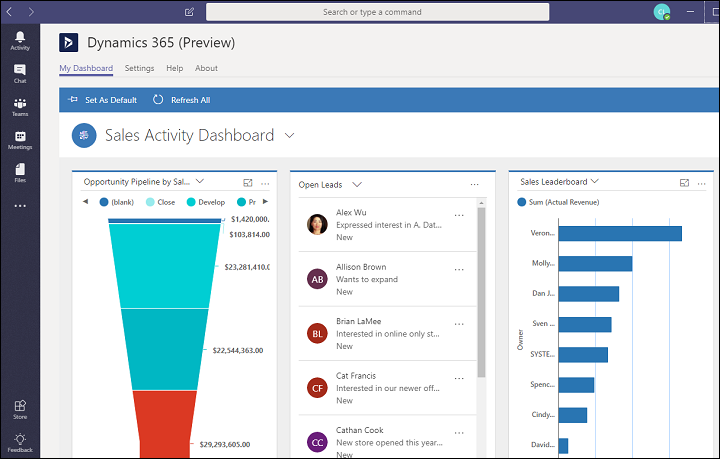 Search or type a command
CL
Activity
Chat
Teams
Meetings
Files
Store
Feedback
Dynamics 365 (Preview)
My Dashboard Settings Help About
Set As Default Refresh All
Sales Activity Dashboard
Opportunity Pipeline by Sal...
(blank) Close Develop Pr
$1,420,000.
$103,814.00
$23,281,410.0
$22,544,363.00
$29,293,605.00
Open Leads
Alex Wu
Expressed interest in A. Dat...
New
AB
Allison Brown
Wants to expand
New
BL
Brian LaMee
Interested in online only st...
New
CF
Cat Francis
Interested in our newer off...
New
CC
Cathan Cook
New store opened this year...
Sales Leaderboard
Sum (Actual Revenue)
Owner
Veron...
Molly...
Dan J...
Sven ...
SYSTE...
Spenc...
Cindy...
David...